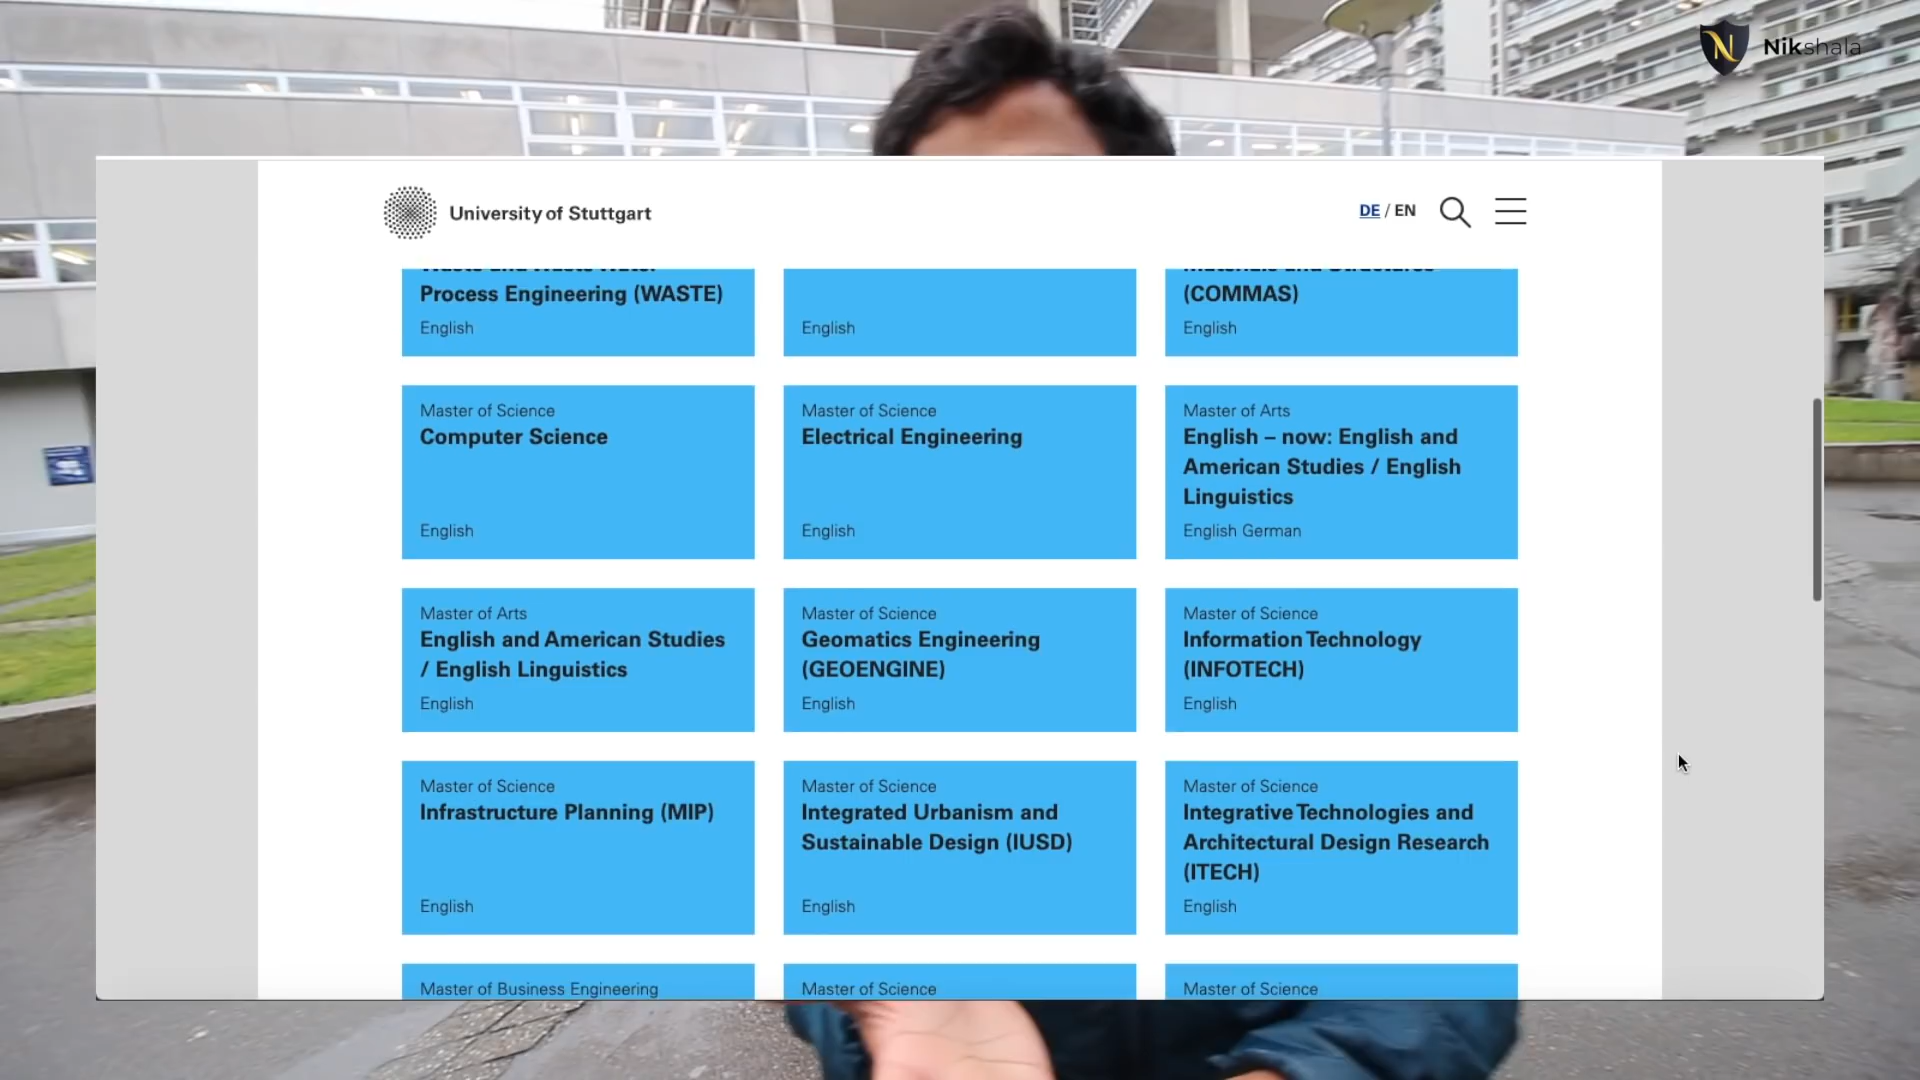 Nikshala
University of Stuttgart
DE / EN
Process Engineering (WASTE)
English
English
(COMMAS)
English
Master of Science
Computer Science
English
Master of Science
Electrical Engineering
English
Master of Arts
English – now: English and
American Studies / English
Linguistics
English German
Master of Arts
English and American Studies
/ English Linguistics
English
Master of Science
Geomatics Engineering
(GEOENGINE)
English
Master of Science
Information Technology
(INFOTECH)
English
Master of Science
Infrastructure Planning (MIP)
English
Master of Science
Integrated Urbanism and
Sustainable Design (IUSD)
English
Master of Science
Integrative Technologies and
Architectural Design Research
(ITECH)
English
Master of Business Engineering
Master of Science
Master of Science